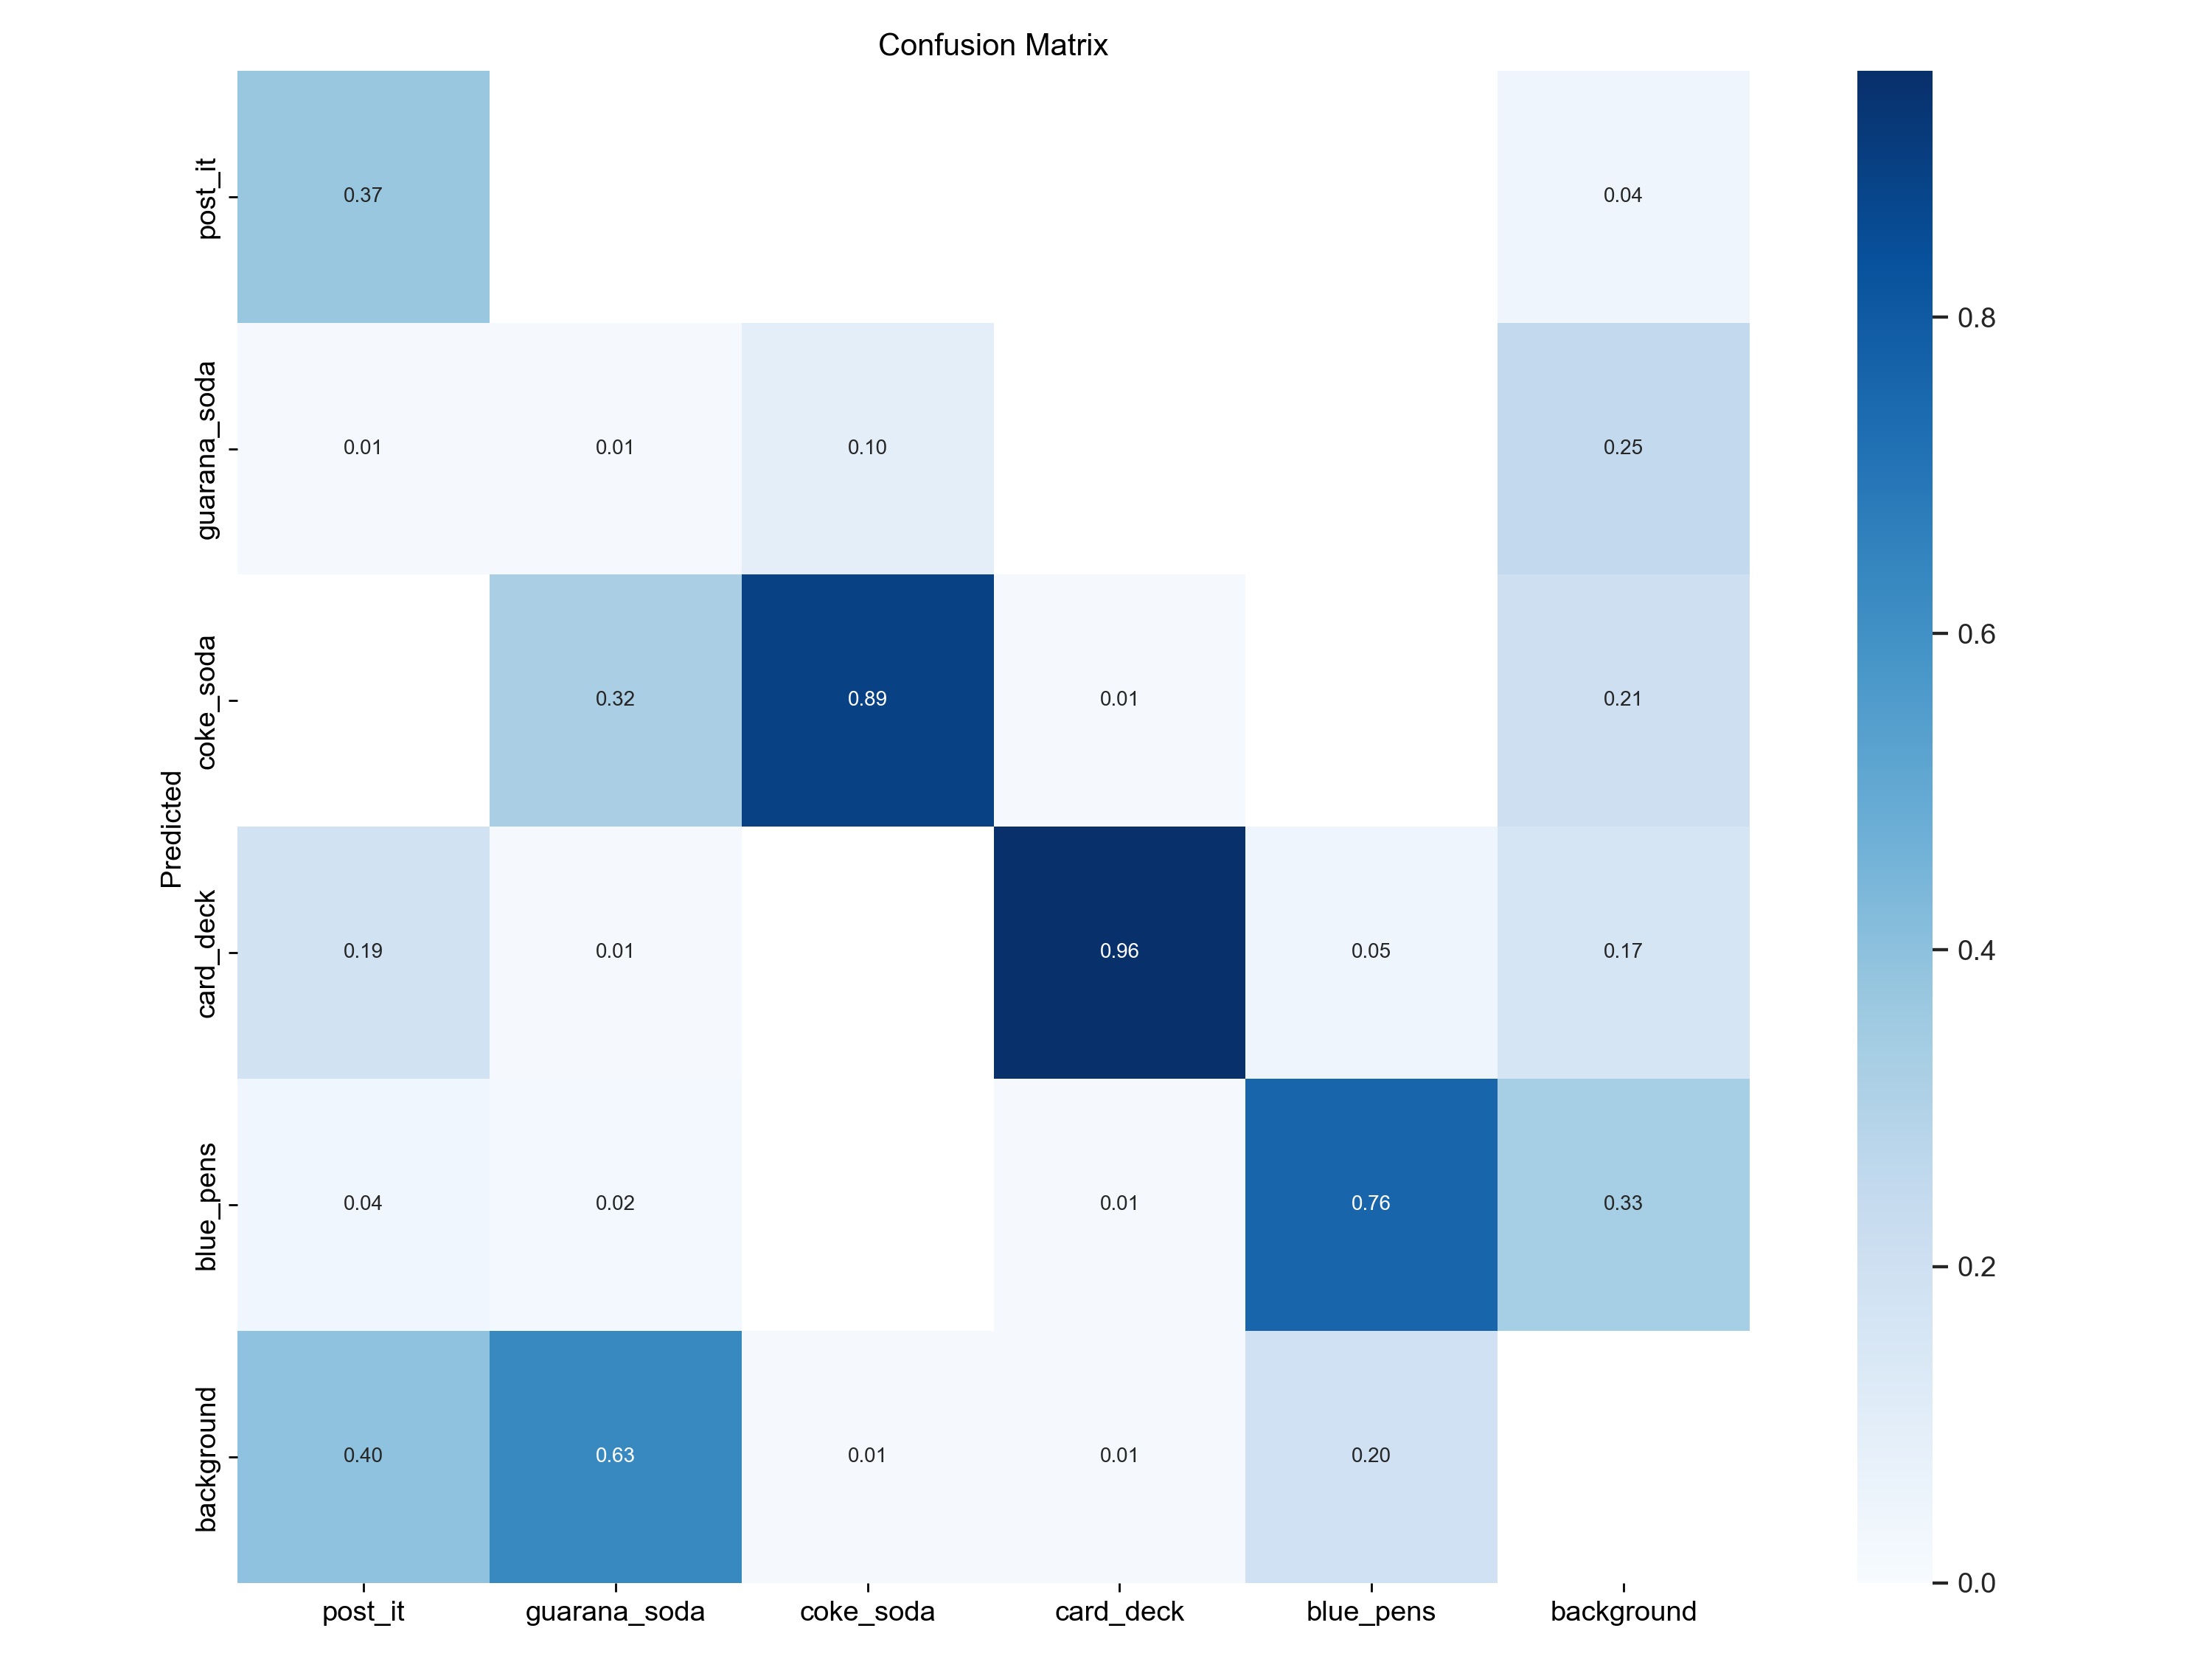 Confusion Matrix
Predicted
post_it
0.37
0.04
guarana_soda
0.01
0.01
0.10
0.25
coke_soda
0.32
0.89
0.01
0.21
card_deck
0.19
0.01
0.96
0.05
0.17
blue_pens
0.04
0.02
0.01
0.76
0.33
background
0.40
0.63
0.01
0.01
0.20
post_it
guarana_soda
coke_soda
card_deck
blue_pens
background
0.8
0.6
0.4
0.2
0.0